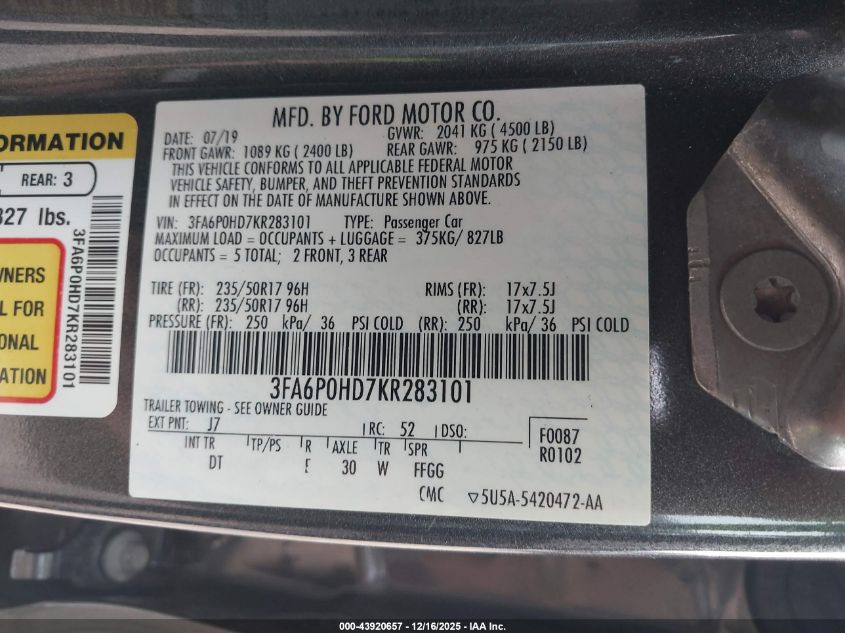 ORMATION
REAR: 3
327 lbs.
3FA6P0HD7KR283101
WNERS
L FOR
ONAL
ATION
MFD. BY FORD MOTOR CO.
DATE: 07/19 GVWR: 2041 KG ( 4500 LB)
FRONT GAWR: 1089 KG ( 2400 LB) REAR GAWR: 975 KG ( 2150 LB)
THIS VEHICLE CONFORMS TO ALL APPLICABLE FEDERAL MOTOR
VEHICLE SAFETY, BUMPER, AND THEFT PREVENTION STANDARDS
IN EFFECT ON THE DATE OF MANUFACTURE SHOWN ABOVE.
VIN: 3FA6P0HD7KR283101 TYPE: Passenger Car
MAXIMUM LOAD = OCCUPANTS + LUGGAGE = 375KG/ 827LB
OCCUPANTS = 5 TOTAL; 2 FRONT, 3 REAR
TIRE (FR): 235/50R17 96H RIMS (FR): 17x7.5J
(RR): 235/50R17 96H (RR): 17x7.5J
PRESSURE (FR): 250 kPa/ 36 PSI COLD (RR): 250 kPa/ 36 PSI COLD
3FA6P0HD7KR283101
TRAILER TOWING - SEE OWNER GUIDE
EXT PNT: J7 RC: 52 DSO: F0087
INT TR TP/PS R AXLE TR SPR R0102
DT 30 W FFGG
CMC 5U5A-5420472-AA
000-43920657 - 12/16/2025 - IAA Inc.